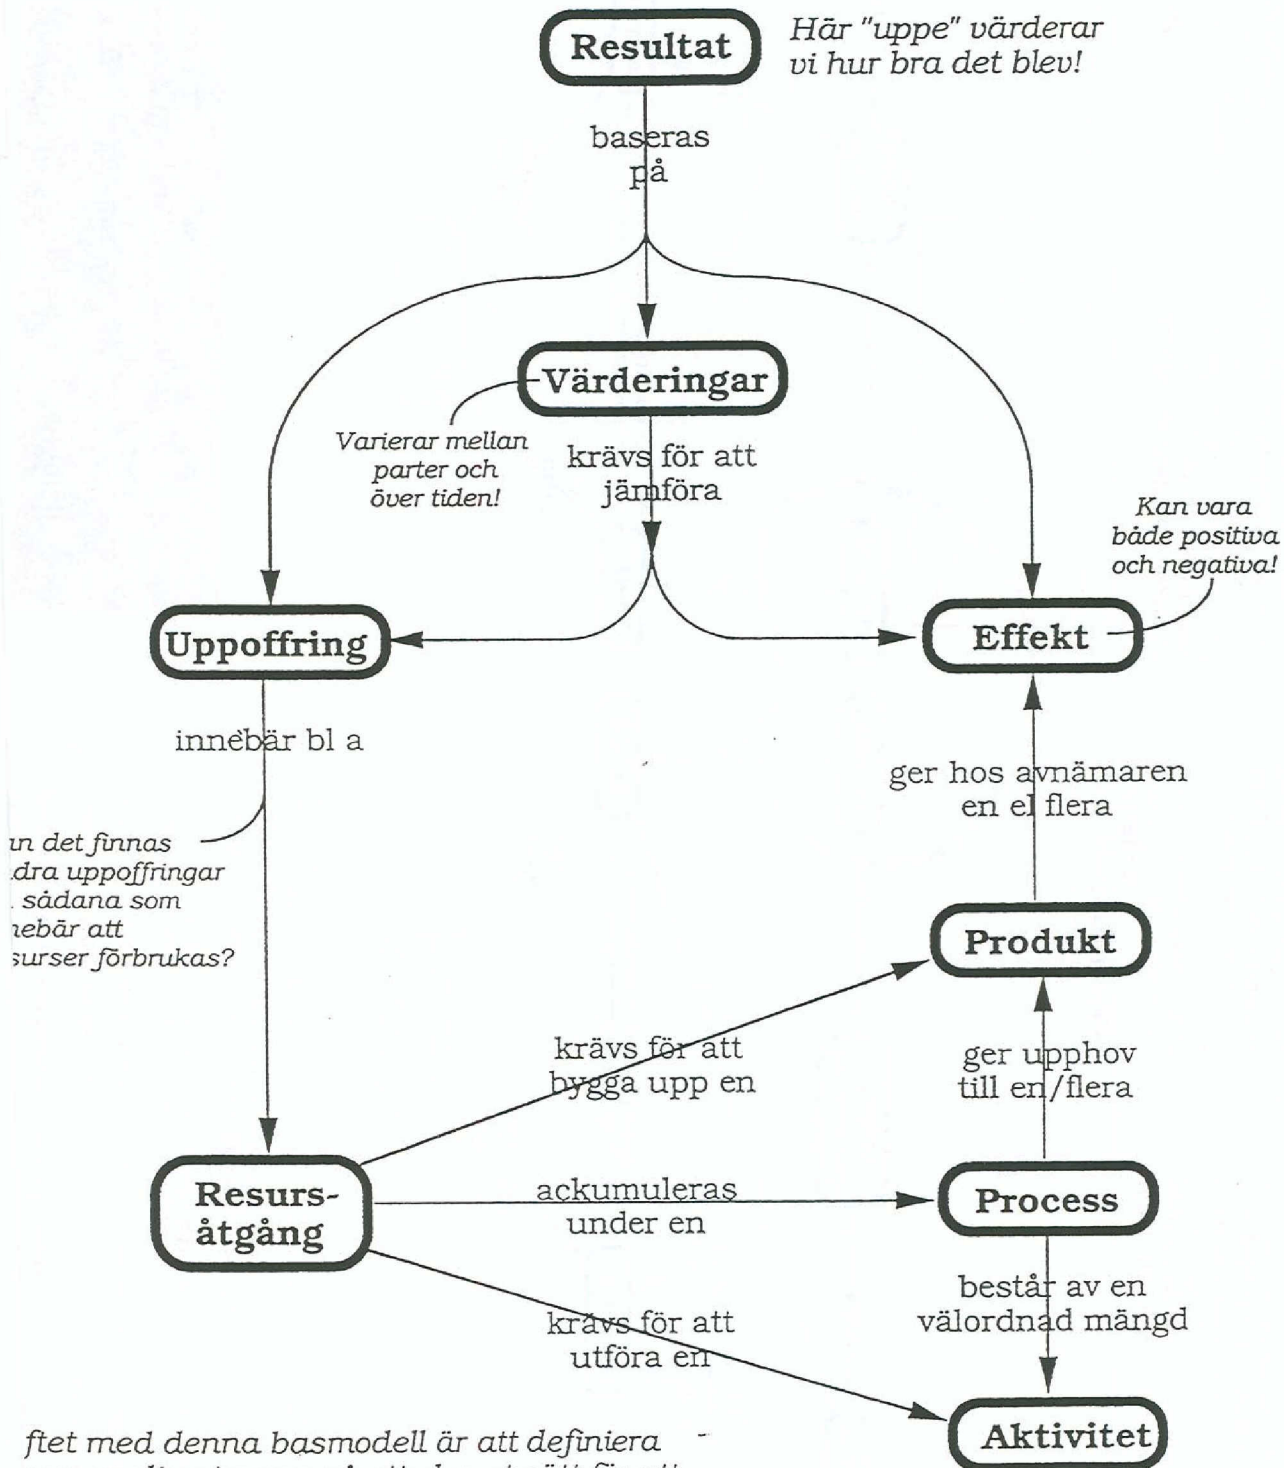 Resultat
Här "uppe" värderar
vi hur bra det blev!
baseras
på
Värderingar
Varierar mellan
parter och
över tiden!
krävs för att
jämföra
Kan vara
både positiva
och negativa!
Uppoffring
Effekt
innebär bl a
ger hos avnämaren
en el flera
det finnas
uppoffringar
sådana som
att
förbrukas?
Produkt
krävs för att
bygga upp en
ger upphov
till en/flera
Resurs-
åtgång
ackumuleras
under en
Process
består av en
välordnad mängd
krävs för att
utföra en
Aktivitet
med denna basmodell är att definiera